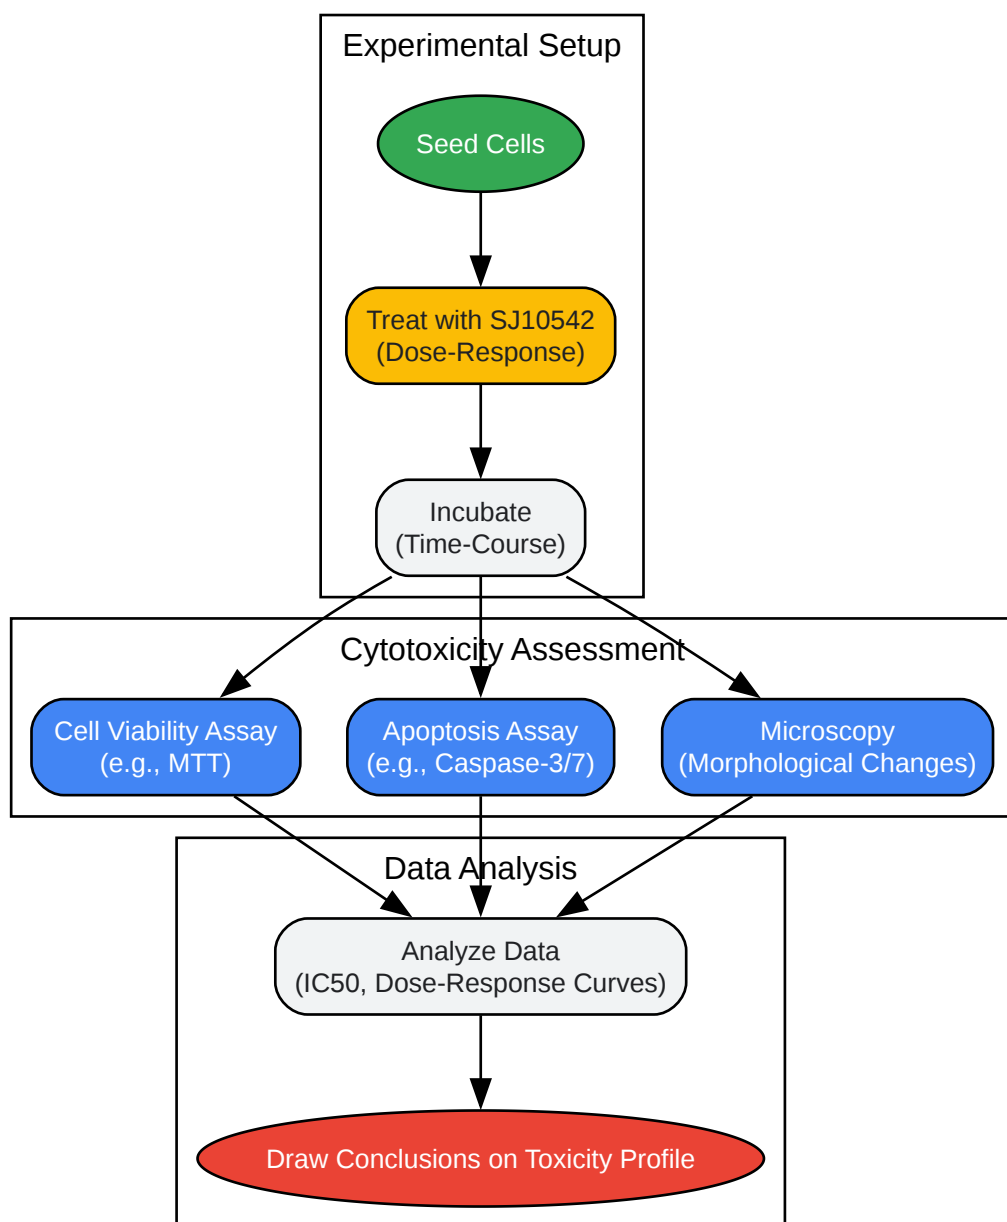 Experimental Setup
Seed Cells
Treat with SJ10542
(Dose-Response)
Incubate
(Time-Course)
Cytotoxicity Assessment
Cell Viability Assay
(e.g., MTT)
Apoptosis Assay
(e.g., Caspase-3/7)
Microscopy
(Morphological Changes)
Data Analysis
Analyze Data
(IC50, Dose-Response Curves)
Draw Conclusions on Toxicity Profile